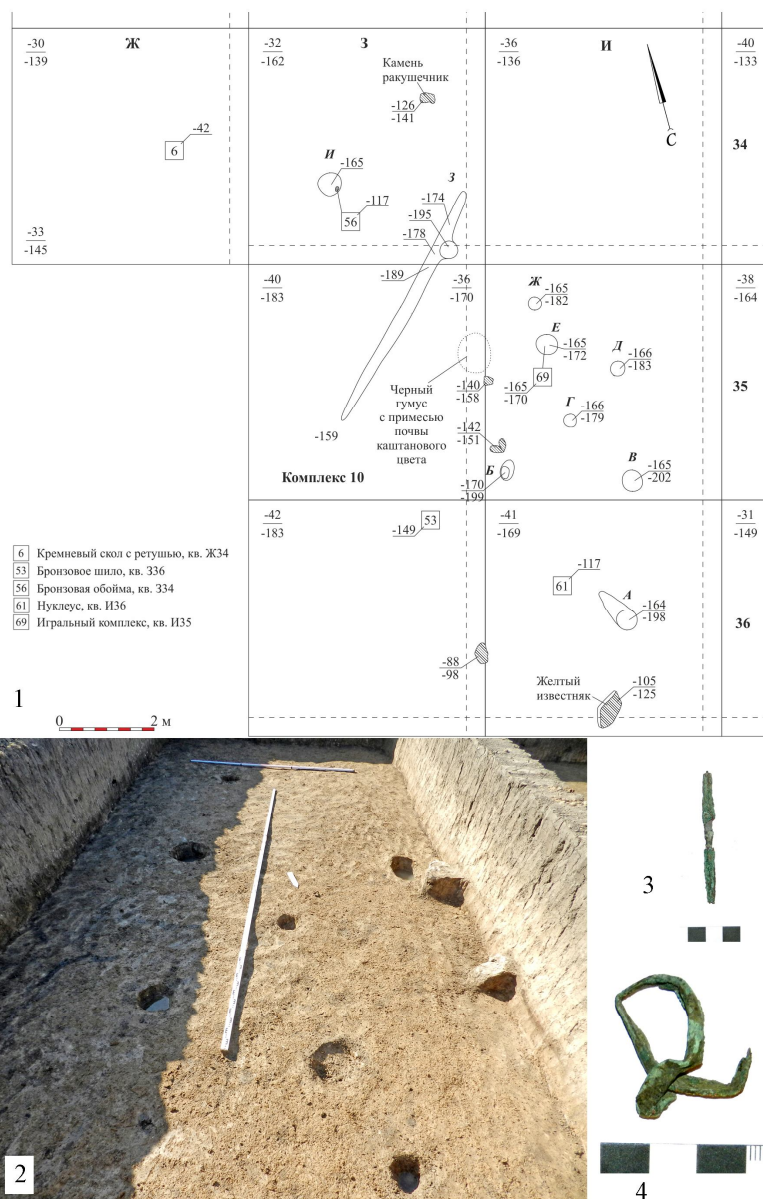 Ж
З
И
-30
-139
-32
-162
-36
-136
-40
-133
Камень
ракушечник
-126
-141
С
-42
6
34
И
-165
З
-117
56
-174
-195
-178
-33
-145
-189
-40
-183
-36
-170
Ж
-165
-182
-38
-164
Е
-165
-172
Д
-166
-183
69
-165
-170
-140
-158
35
Черный
гумус
с примесью
почвы
каштанового
цвета
Г
-166
-179
-142
-151
-159
Комплекс 10
Б
-170
-199
В
-165
-202
-42
-183
-149
53
-41
-169
-31
-149
6 Кремневый скол с ретушью, кв. Ж34
53 Бронзовое шило, кв. З36
56 Бронзовая обойма, кв. З34
61 Нуклеус, кв. И36
69 Игральный комплекс, кв. И35
-117
61
А
-164
-198
36
-88
-98
Желтый
известняк
-105
-125
1
0 2 м
2
3
4